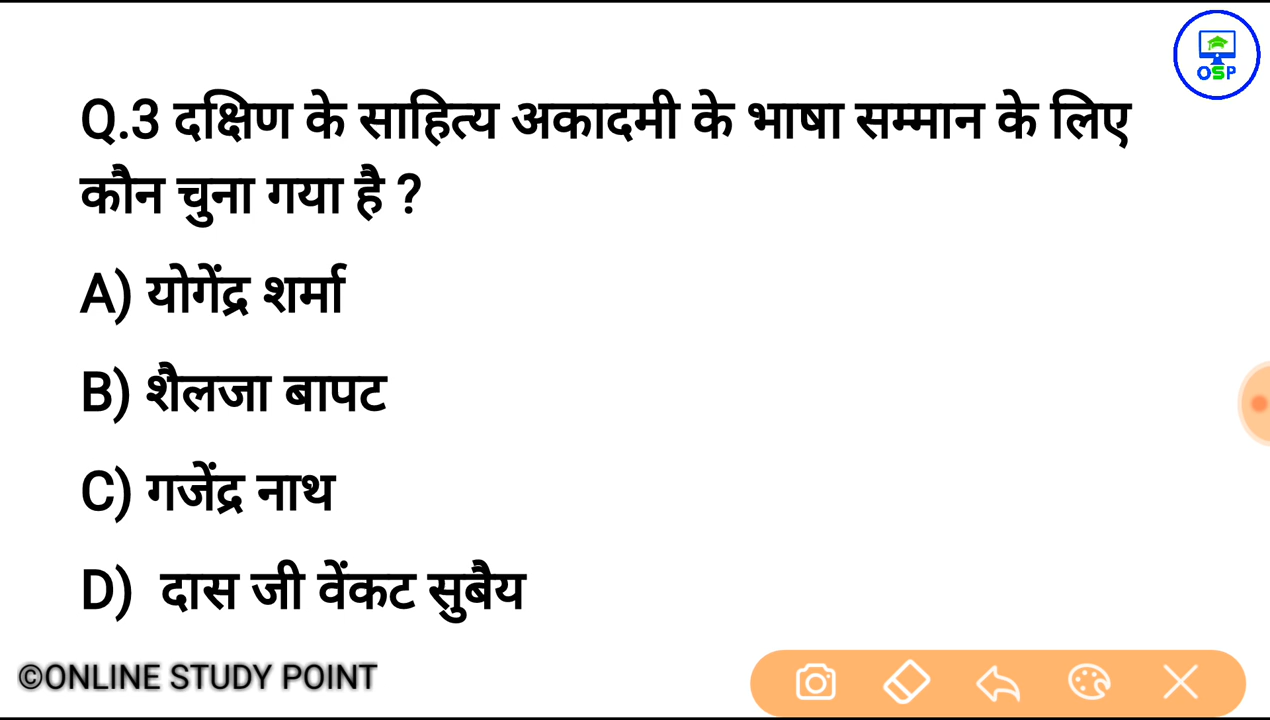 OSP
Q.3 दक्षिण के साहित्य अकादमी के भाषा सम्मान के लिए
कौन चुना गया है ?
A) योगेंद्र शर्मा
B) शैलजा बापट
C) गजेंद्र नाथ
D) दास जी वेंकट सुबैय
©ONLINE STUDY POINT